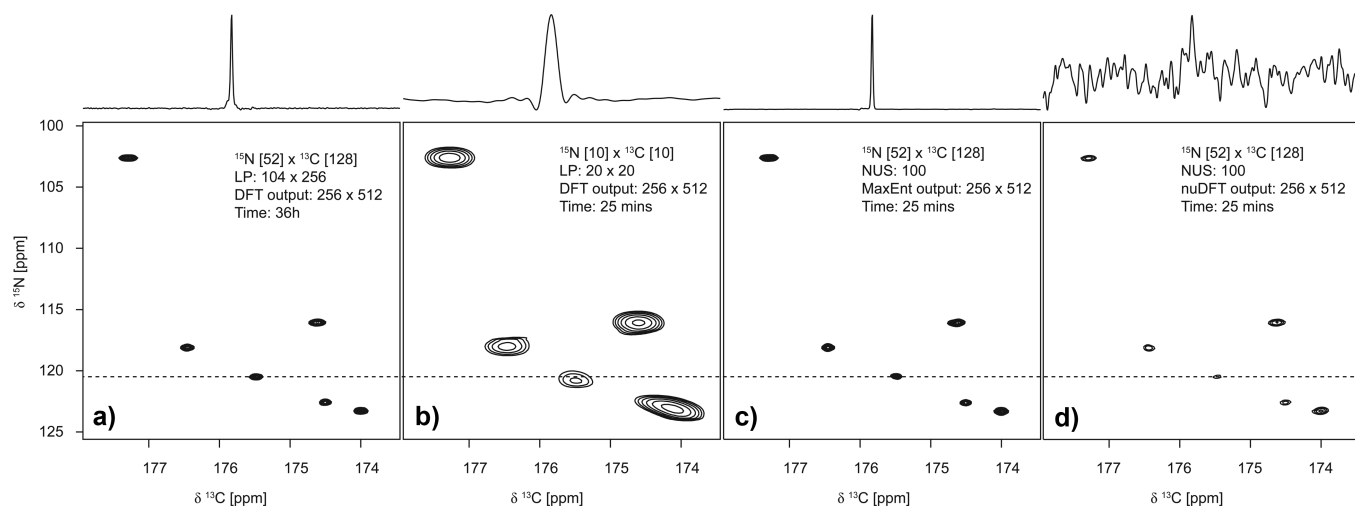 100
105
110
115
120
125
δ ¹⁵N [ppm]
¹⁵N [52] x ¹³C [128]
LP: 104 x 256
DFT output: 256 x 512
Time: 36h
a)
177
176
175
174
δ ¹³C [ppm]
¹⁵N [10] x ¹³C [10]
LP: 20 x 20
DFT output: 256 x 512
Time: 25 mins
b)
177
176
175
174
δ ¹³C [ppm]
¹⁵N [52] x ¹³C [128]
NUS: 100
MaxEnt output: 256 x 512
Time: 25 mins
c)
177
176
175
174
δ ¹³C [ppm]
¹⁵N [52] x ¹³C [128]
NUS: 100
nuDFT output: 256 x 512
Time: 25 mins
d)
177
176
175
174
δ ¹³C [ppm]